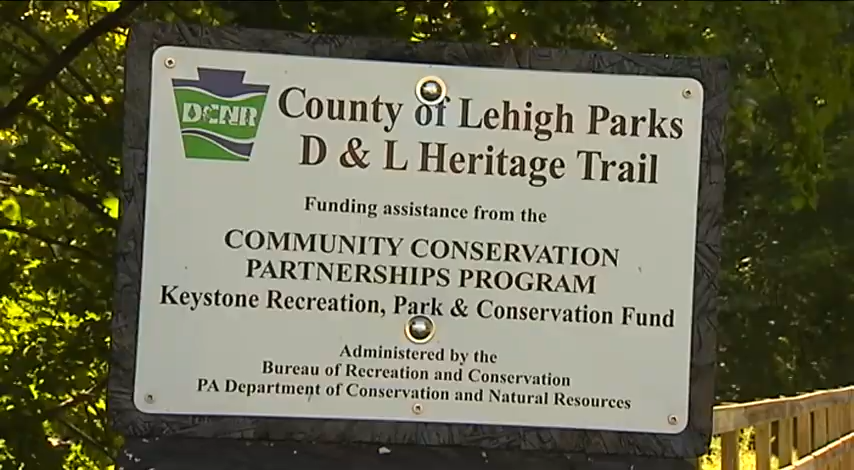 DCNR
County of Lehigh Parks
D & L Heritage Trail
Funding assistance from the
COMMUNITY CONSERVATION
PARTNERSHIPS PROGRAM
Keystone Recreation, Park & Conservation Fund
Administered by the
Bureau of Recreation and Conservation
PA Department of Conservation and Natural Resources